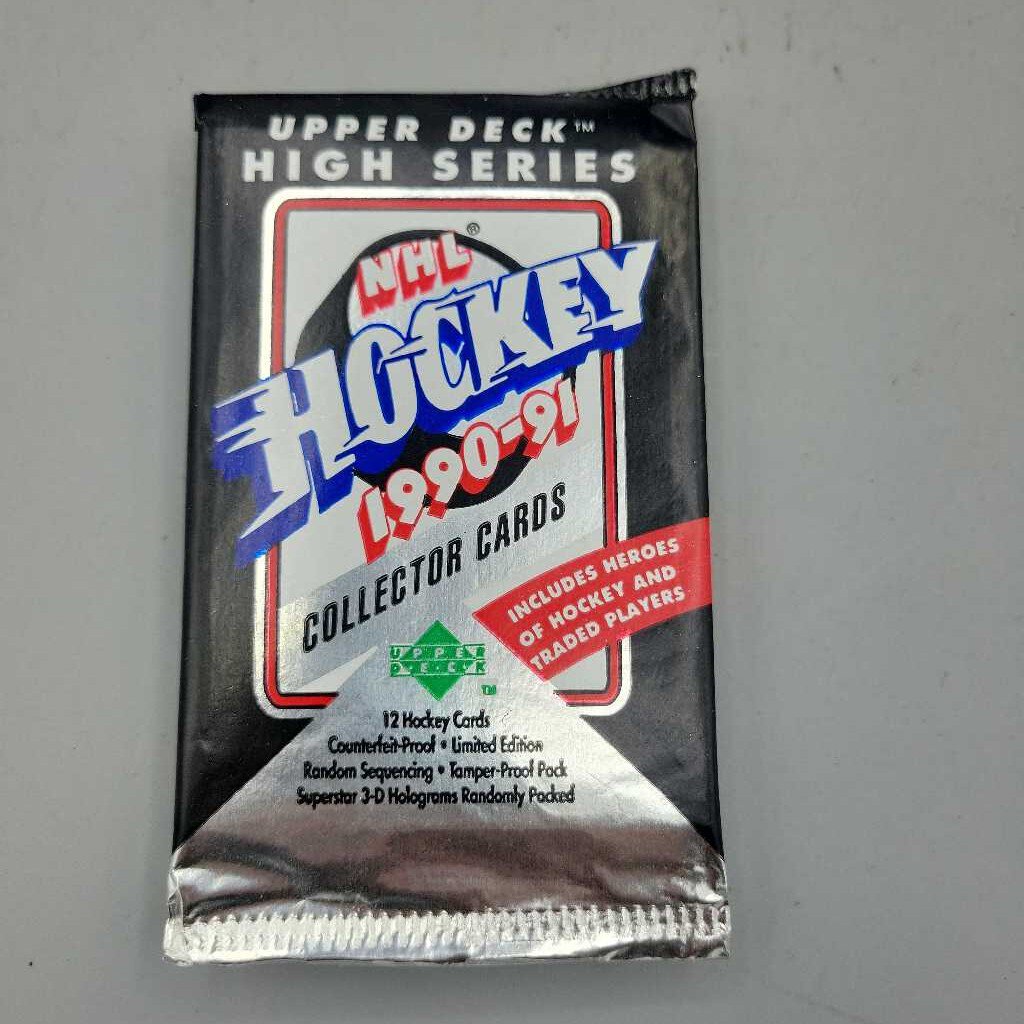 UPPER DECK™
HIGH SERIES
NHL®
HOCKEY
1990-91
COLLECTOR CARDS
INCLUDES HEROES
OF HOCKEY AND
TRADED PLAYERS
UPPER
DECK
™
12 Hockey Cards
Counterfeit-Proof • Limited Edition
Random Sequencing • Tamper-Proof Pack
Superstar 3-D Holograms Randomly Packed